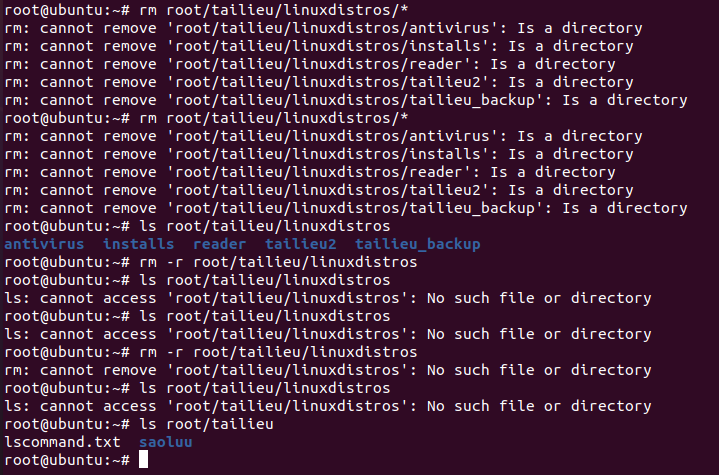 root@ubuntu:~# rm root/tailieu/linuxdistros/*
rm: cannot remove 'root/tailieu/linuxdistros/antivirus': Is a directory
rm: cannot remove 'root/tailieu/linuxdistros/installs': Is a directory
rm: cannot remove 'root/tailieu/linuxdistros/reader': Is a directory
rm: cannot remove 'root/tailieu/linuxdistros/tailieu2': Is a directory
rm: cannot remove 'root/tailieu/linuxdistros/tailieu_backup': Is a directory
root@ubuntu:~# rm root/tailieu/linuxdistros/*
rm: cannot remove 'root/tailieu/linuxdistros/antivirus': Is a directory
rm: cannot remove 'root/tailieu/linuxdistros/installs': Is a directory
rm: cannot remove 'root/tailieu/linuxdistros/reader': Is a directory
rm: cannot remove 'root/tailieu/linuxdistros/tailieu2': Is a directory
rm: cannot remove 'root/tailieu/linuxdistros/tailieu_backup': Is a directory
root@ubuntu:~# ls root/tailieu/linuxdistros
antivirus  installs  reader  tailieu2  tailieu_backup
root@ubuntu:~# rm -r root/tailieu/linuxdistros
root@ubuntu:~# ls root/tailieu/linuxdistros
ls: cannot access 'root/tailieu/linuxdistros': No such file or directory
root@ubuntu:~# ls root/tailieu/linuxdistros
ls: cannot access 'root/tailieu/linuxdistros': No such file or directory
root@ubuntu:~# rm -r root/tailieu/linuxdistros
rm: cannot remove 'root/tailieu/linuxdistros': No such file or directory
root@ubuntu:~# ls root/tailieu/linuxdistros
ls: cannot access 'root/tailieu/linuxdistros': No such file or directory
root@ubuntu:~# ls root/tailieu
lscommand.txt  saoluu
root@ubuntu:~#